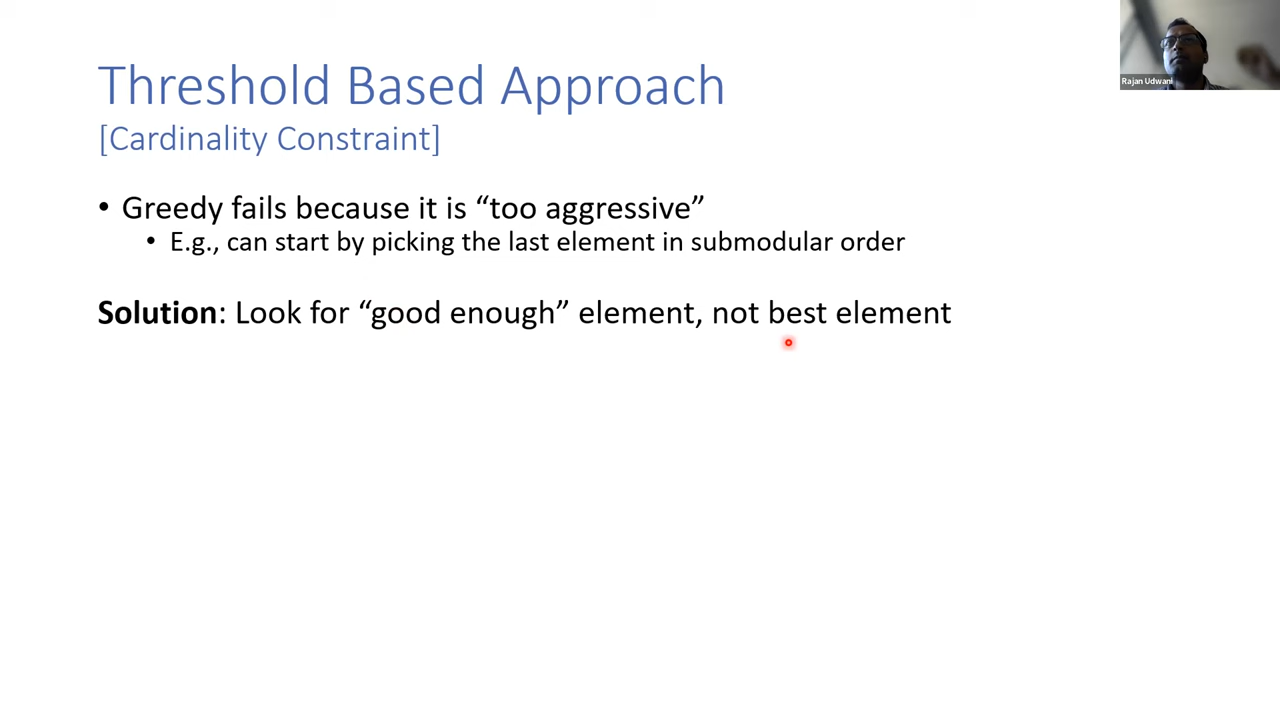 Rajan Udwani
Threshold Based Approach
[Cardinality Constraint]
• Greedy fails because it is “too aggressive”
• E.g., can start by picking the last element in submodular order
Solution: Look for “good enough” element, not best element